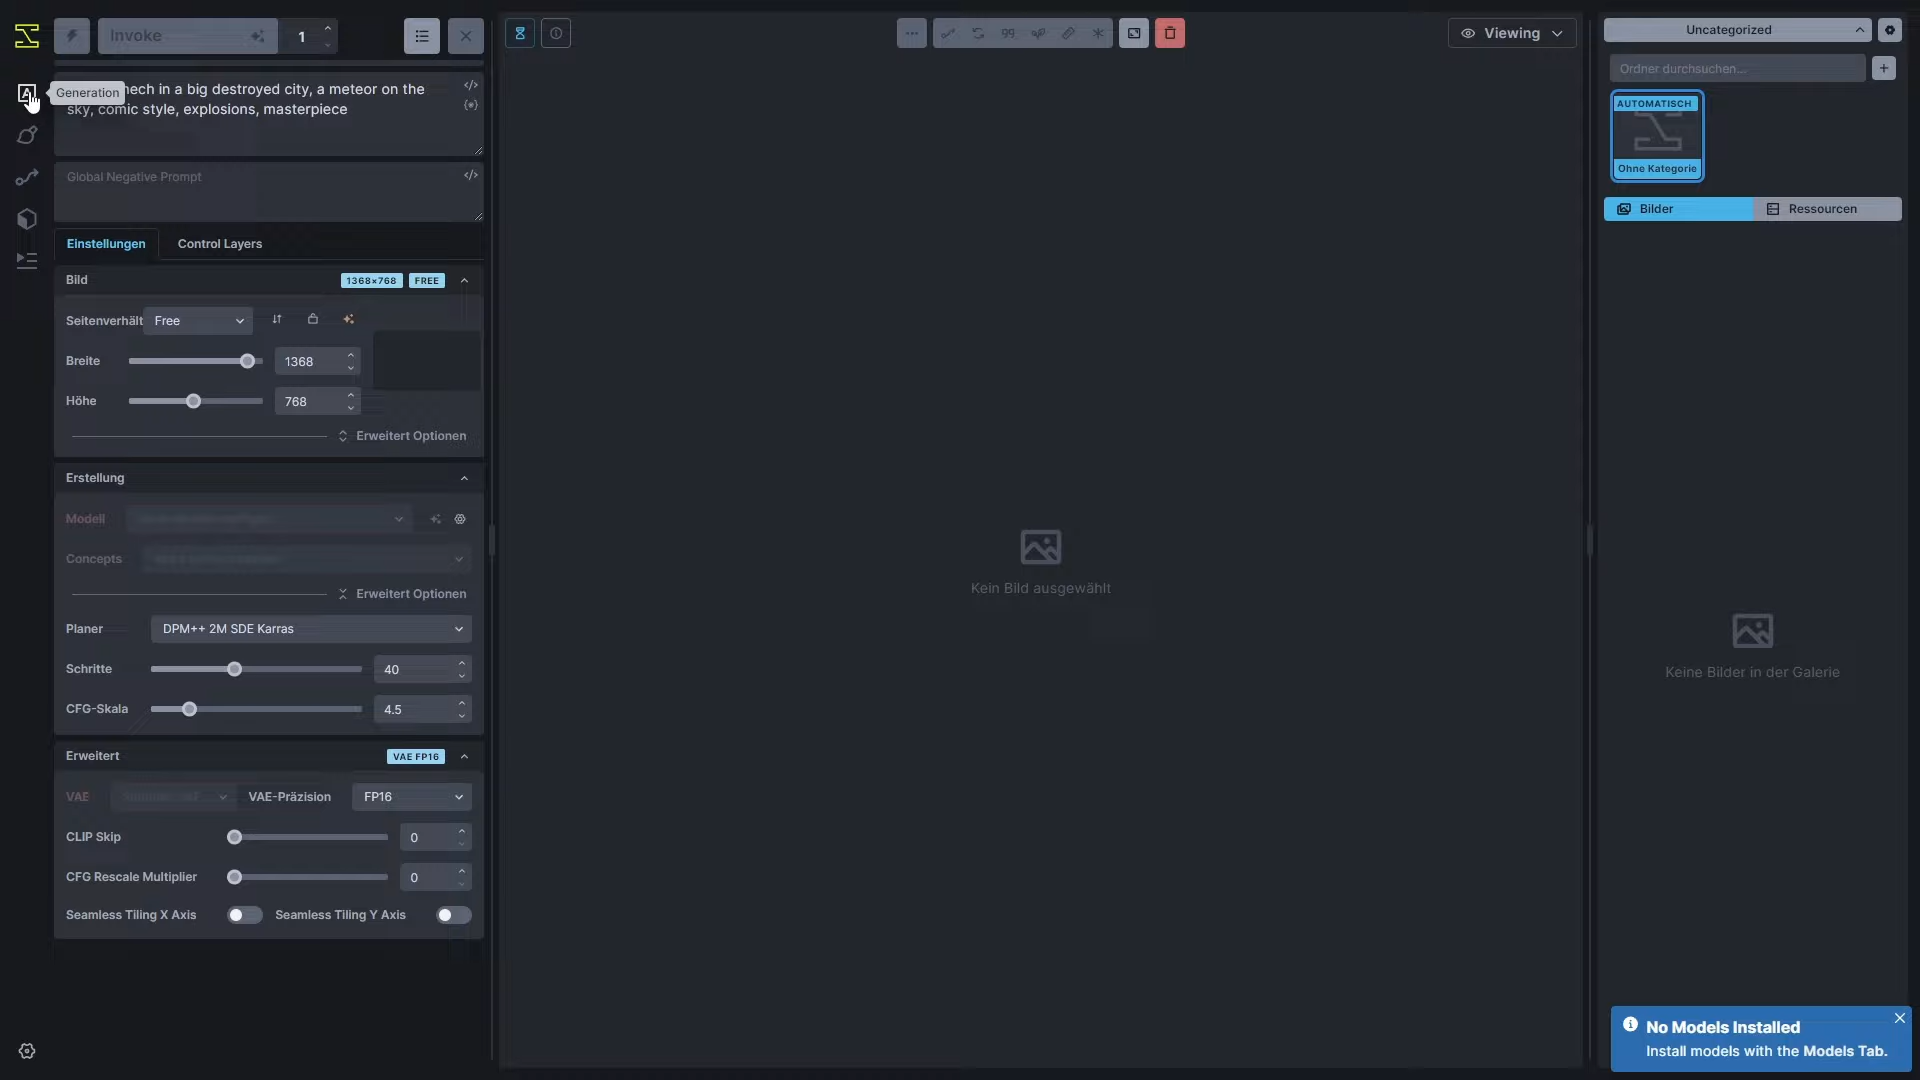 Invoke
1
Viewing
Uncategorized
Ordner durchsuchen...
AUTOMATISCH
Ohne Kategorie
Bilder
Ressourcen
Generation
in a big destroyed city, a meteor on the
sky, comic style, explosions, masterpiece
Global Negative Prompt
Einstellungen
Control Layers
Bild
1368×768
FREE
Seitenverhält
Free
Breite
1368
Höhe
768
Erweitert Optionen
Erstellung
Modell
Concepts
Erweitert Optionen
Planer
DPM++ 2M SDE Karras
Schritte
40
CFG-Skala
4.5
Erweitert
VAE FP16
VAE
VAE-Präzision
FP16
CLIP Skip
0
CFG Rescale Multiplier
0
Seamless Tiling X Axis
Seamless Tiling Y Axis
Kein Bild ausgewählt
Keine Bilder in der Galerie
No Models Installed
Install models with the Models Tab.